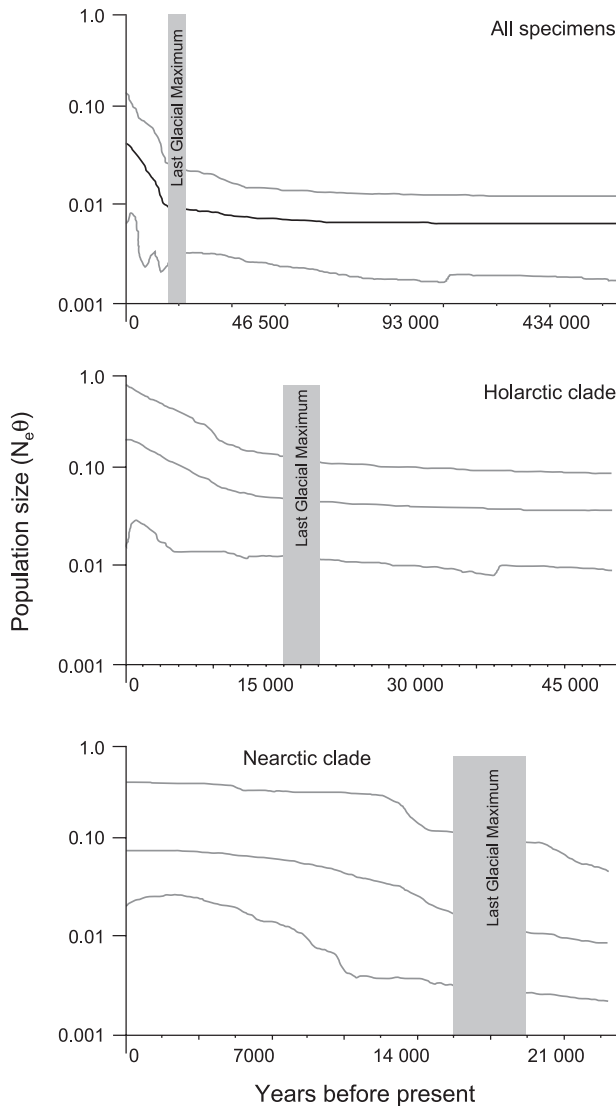 All specimens
0.10
0.01
0.001
Last Glacial Maximum
0 46 500 93 000 434 000
Population size (Nₑθ)
Holarctic clade
1.0
0.10
0.01
0.001
Last Glacial Maximum
0 15 000 30 000 45 000
Nearctic clade
1.0
0.10
0.01
0.001
Last Glacial Maximum
0 7000 14 000 21 000
Years before present